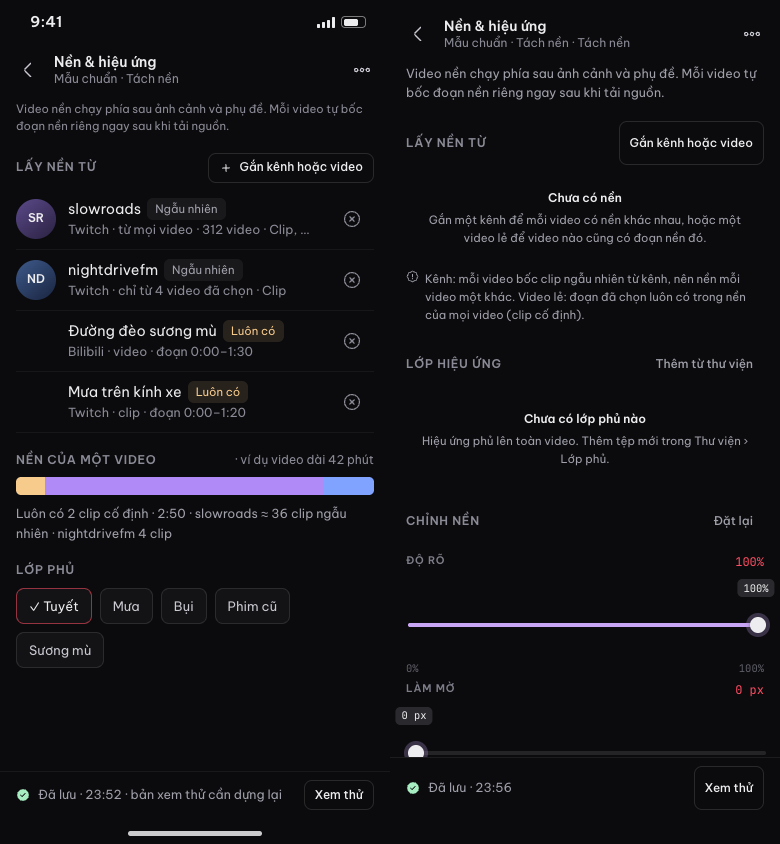 9:41
Nền & hiệu ứng
Mẫu chuẩn · Tách nền
Video nền chạy phía sau ảnh cảnh và phụ đề. Mỗi video tự bốc
đoạn nền riêng ngay sau khi tải nguồn.
LẤY NỀN TỪ
+ Gắn kênh hoặc video
SR
slowroads Ngẫu nhiên
Twitch · từ mọi video · 312 video · Clip, ...
ND
nightdrivefm Ngẫu nhiên
Twitch · chỉ từ 4 video đã chọn · Clip
Đường đèo sương mù Luôn có
Bilibili · video · đoạn 0:00–1:30
Mưa trên kính xe Luôn có
Twitch · clip · đoạn 0:00–1:20
NỀN CỦA MỘT VIDEO · ví dụ video dài 42 phút
Luôn có 2 clip cố định · 2:50 · slowroads ≈ 36 clip ngẫu
nhiên · nightdrivefm 4 clip
LỚP PHỦ
✓ Tuyết Mưa Bụi Phim cũ
Sương mù
Đã lưu · 23:52 · bản xem thử cần dựng lại
Xem thử
Nền & hiệu ứng
Mẫu chuẩn · Tách nền · Tách nền
Video nền chạy phía sau ảnh cảnh và phụ đề. Mỗi video tự
bốc đoạn nền riêng ngay sau khi tải nguồn.
LẤY NỀN TỪ
Gắn kênh hoặc video
Chưa có nền
Gắn một kênh để mỗi video có nền khác nhau, hoặc một
video lẻ để video nào cũng có đoạn nền đó.
Kênh: mỗi video bốc clip ngẫu nhiên từ kênh, nên nền mỗi
video một khác. Video lẻ: đoạn đã chọn luôn có trong nền
của mọi video (clip cố định).
LỚP HIỆU ỨNG
Thêm từ thư viện
Chưa có lớp phủ nào
Hiệu ứng phủ lên toàn video. Thêm tệp mới trong Thư viện ›
Lớp phủ.
CHỈNH NỀN
Đặt lại
ĐỘ RÕ 100%
100%
0% 100%
LÀM MỜ 0 px
0 px
Đã lưu · 23:56
Xem thử